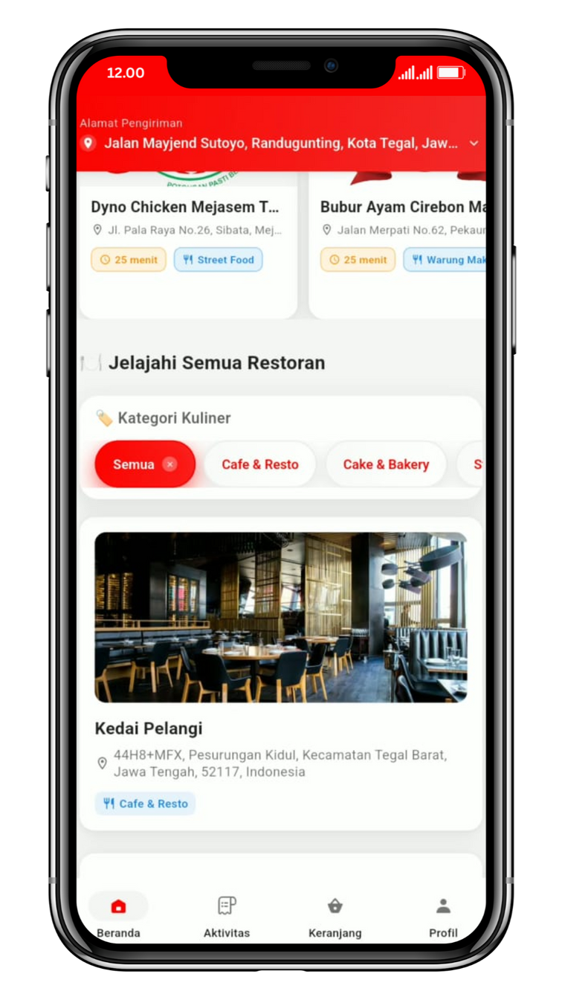 12.00
Alamat Pengiriman
Jalan Mayjend Sutoyo, Randugunting, Kota Tegal, Jaw...
POTONGAN PASTI
Dyno Chicken Mejasem T...
Jl. Pala Raya No.26, Sibata, Mej...
25 menit
Street Food
Bubur Ayam Cirebon Ma
Jalan Merpati No.62, Pekaur
25 menit
Warung Mak
🍽️ Jelajahi Semua Restoran
🏷️ Kategori Kuliner
Semua ×
Cafe & Resto
Cake & Bakery
S
Kedai Pelangi
44H8+MFX, Pesurungan Kidul, Kecamatan Tegal Barat,
Jawa Tengah, 52117, Indonesia
Cafe & Resto
Beranda
Aktivitas
Keranjang
Profil